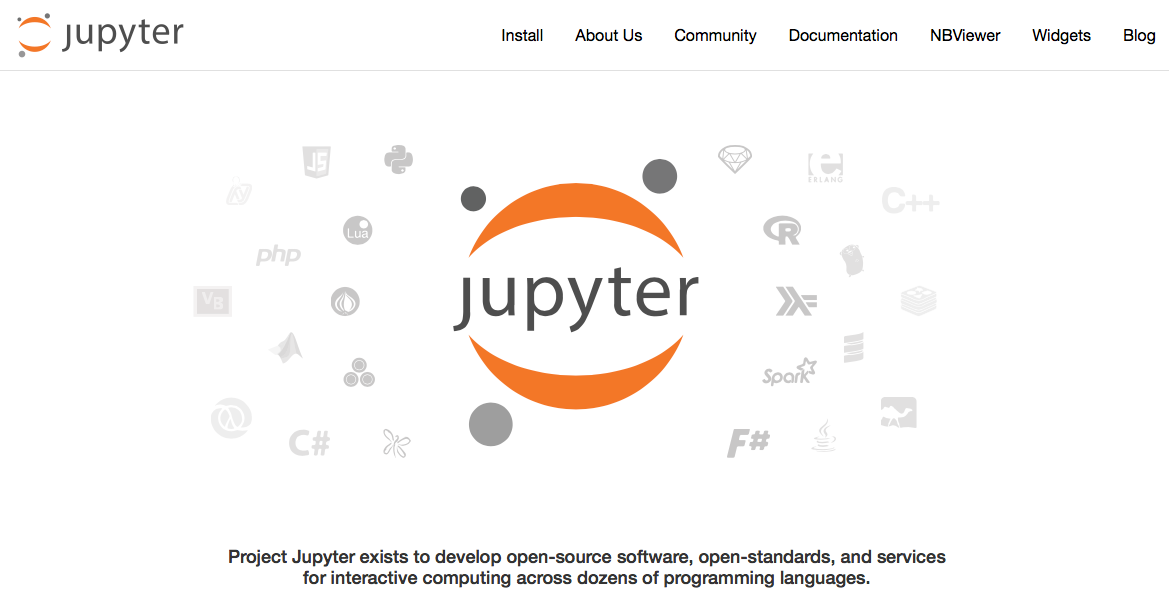 jupyter
Install About Us Community Documentation NBViewer Widgets Blog
JS
ERLANG
C++
Lua
R
php
jupyter
VB
Spark
C# F#
Project Jupyter exists to develop open-source software, open-standards, and services
for interactive computing across dozens of programming languages.